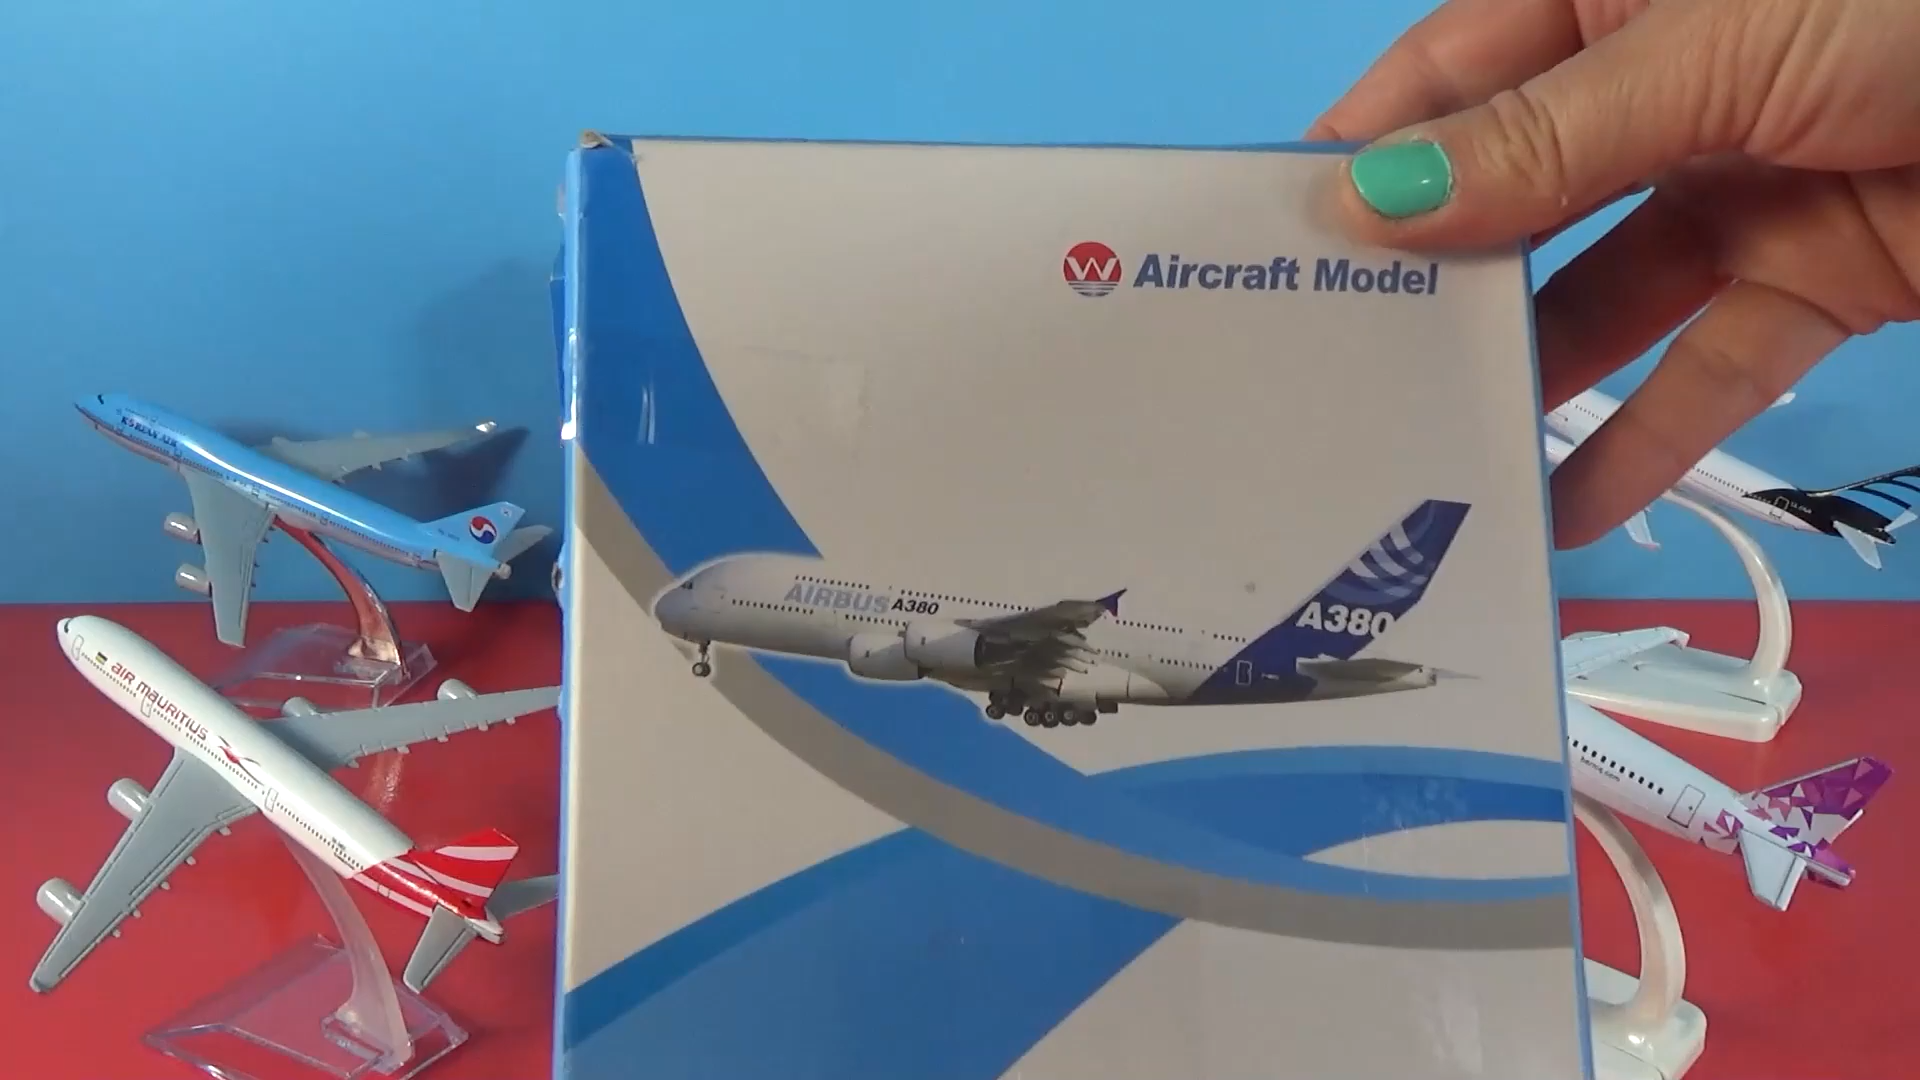 W Aircraft Model
KOREAN AIR
AIRBUS A380
A380
AIR MAURITIUS